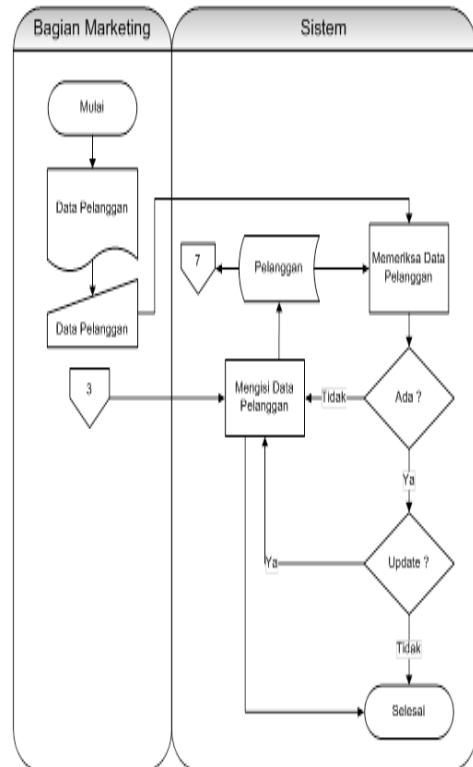 Bagian Marketing
Sistem
Mulai
Data Pelanggan
Data Pelanggan
3
7
Pelanggan
Memeriksa Data
Pelanggan
Mengisi Data
Pelanggan
Tidak
Ada ?
Ya
Ya
Update ?
Tidak
Selesai